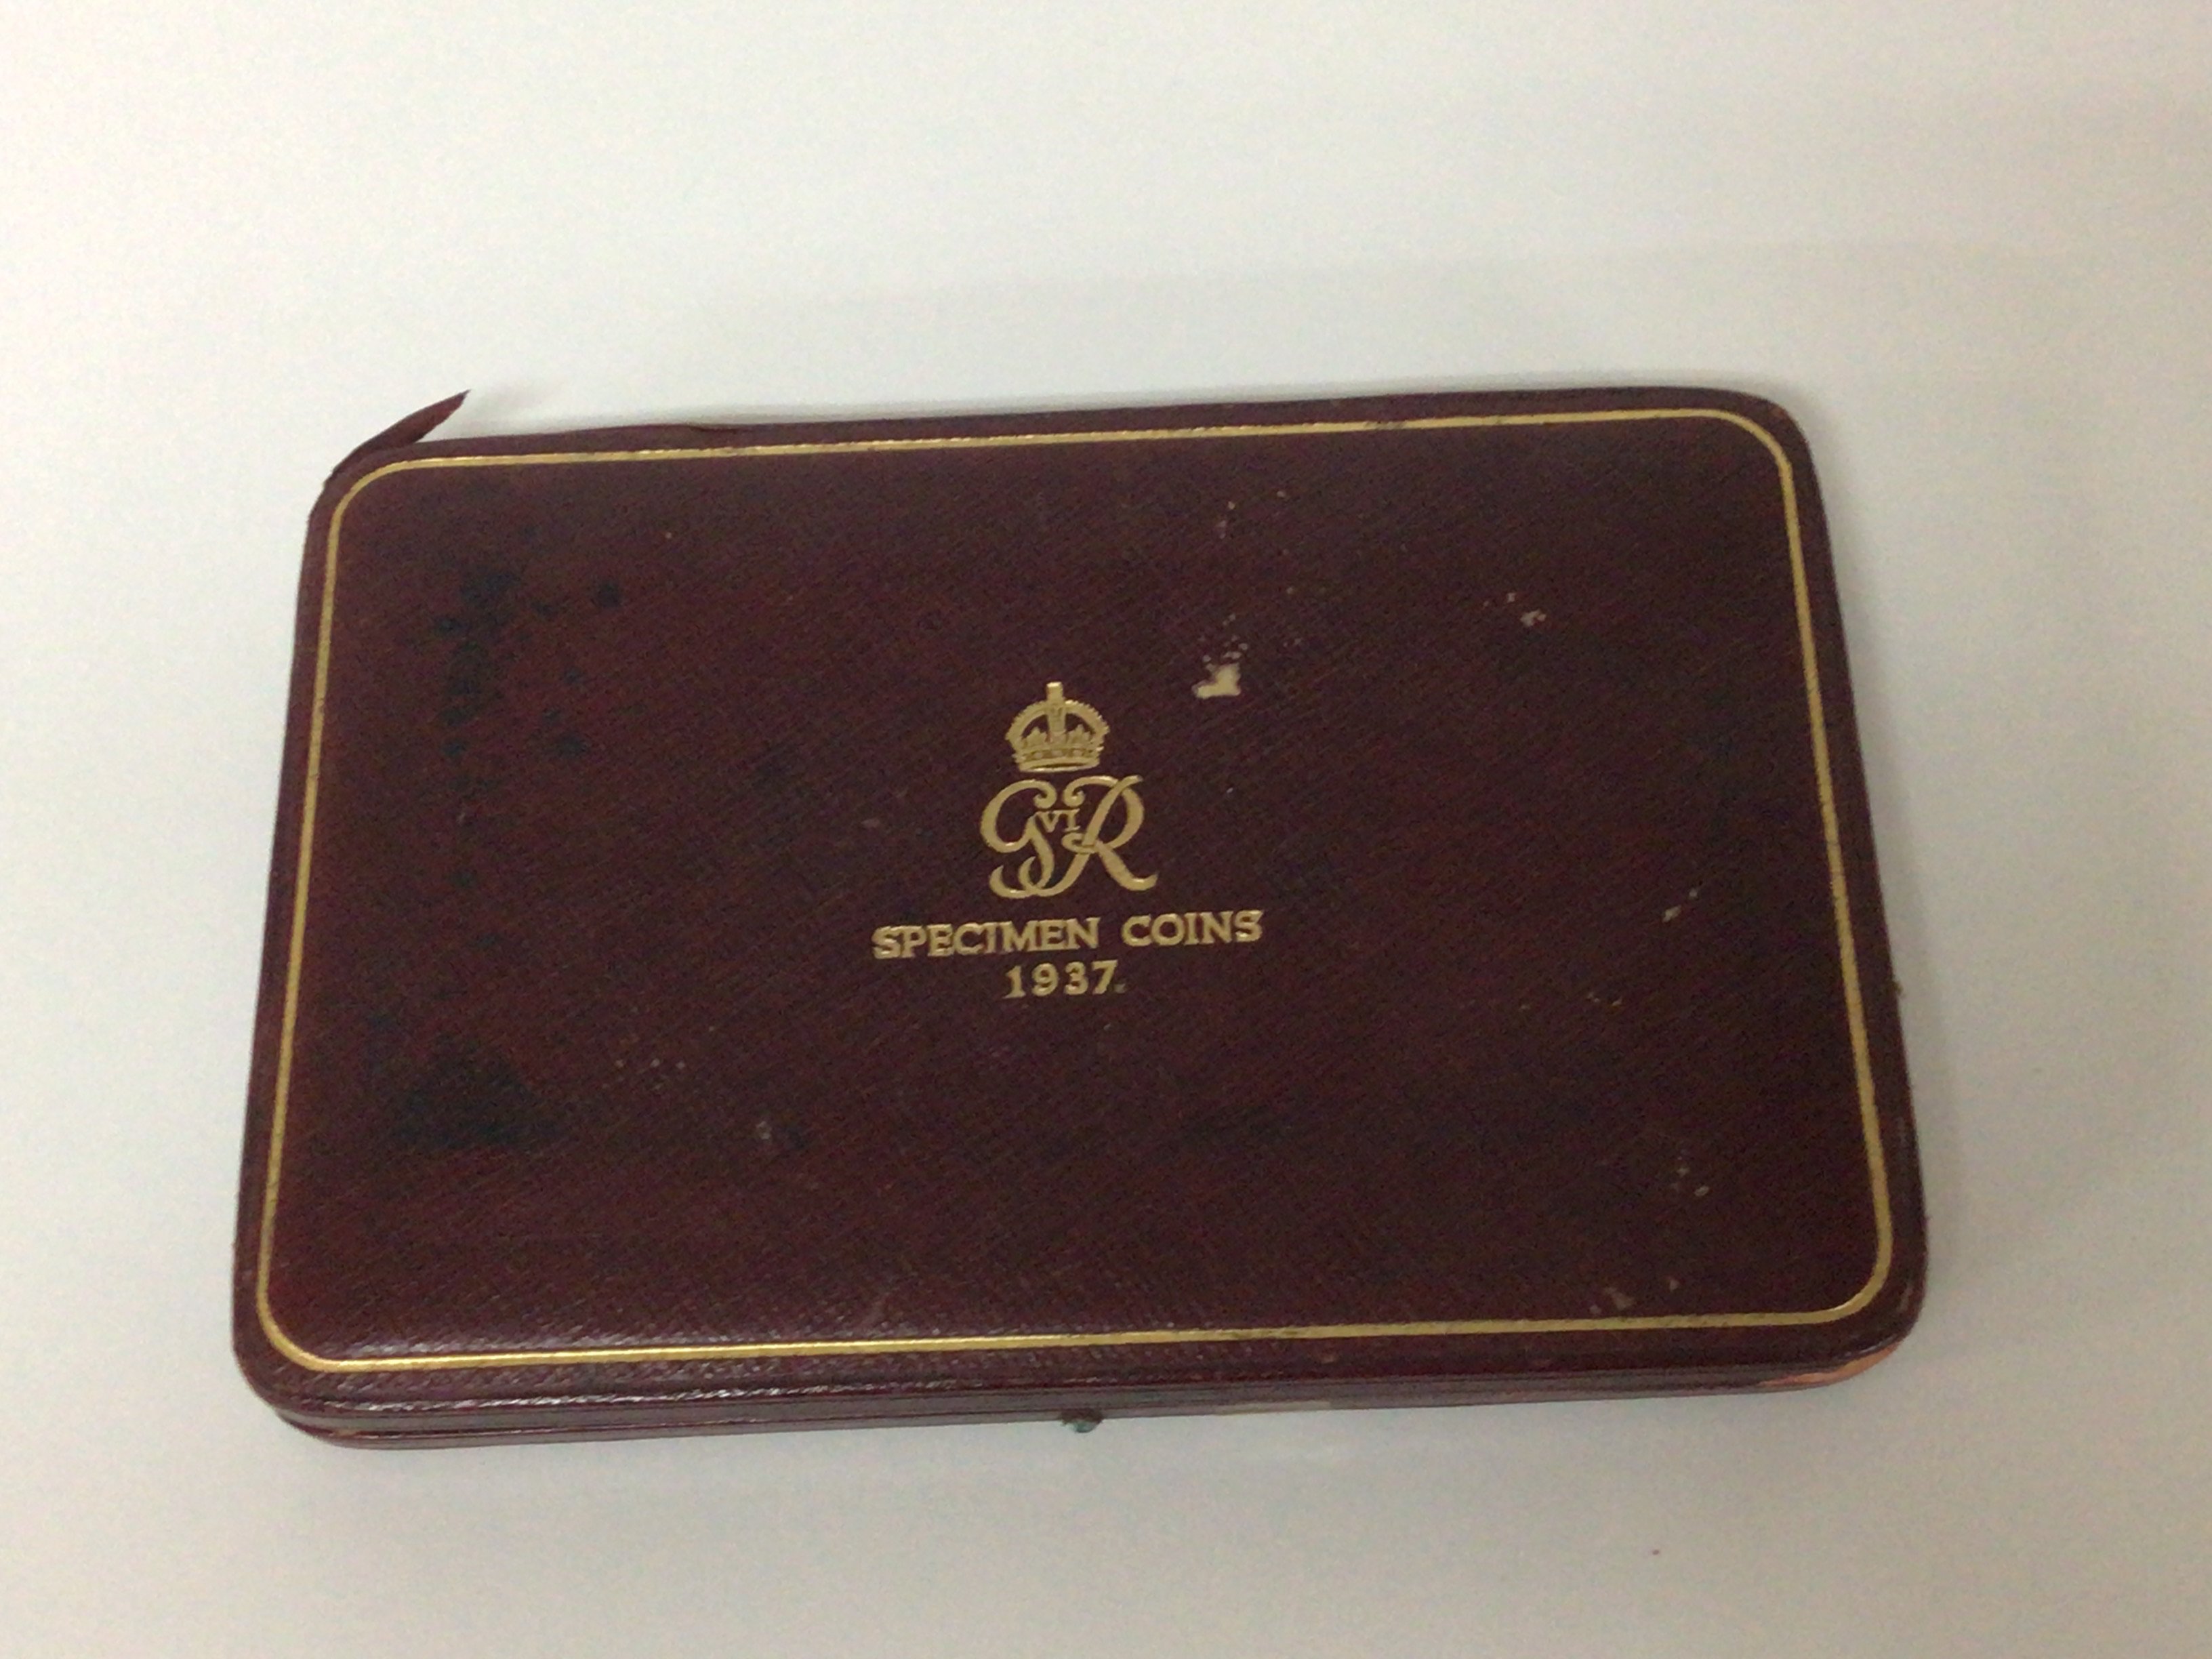 GVIR
SPECIMEN COINS
1937.